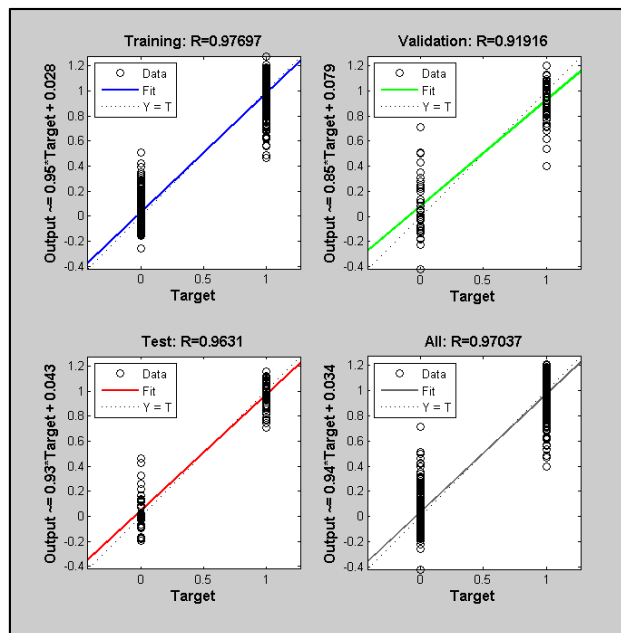 Training: R=0.97697
Output ~= 0.95*Target + 0.028
1.2
1
0.8
0.6
0.4
0.2
0
-0.2
-0.4
Data
Fit
Y = T
0
0.5
1
Target
Validation: R=0.91916
Output ~= 0.85*Target + 0.079
1.2
1
0.8
0.6
0.4
0.2
0
-0.2
-0.4
Data
Fit
Y = T
0
0.5
1
Target
Test: R=0.9631
Output ~= 0.93*Target + 0.043
1.2
1
0.8
0.6
0.4
0.2
0
-0.2
-0.4
Data
Fit
Y = T
0
0.5
1
Target
All: R=0.97037
Output ~= 0.94*Target + 0.034
1.2
1
0.8
0.6
0.4
0.2
0
-0.2
-0.4
Data
Fit
Y = T
0
0.5
1
Target